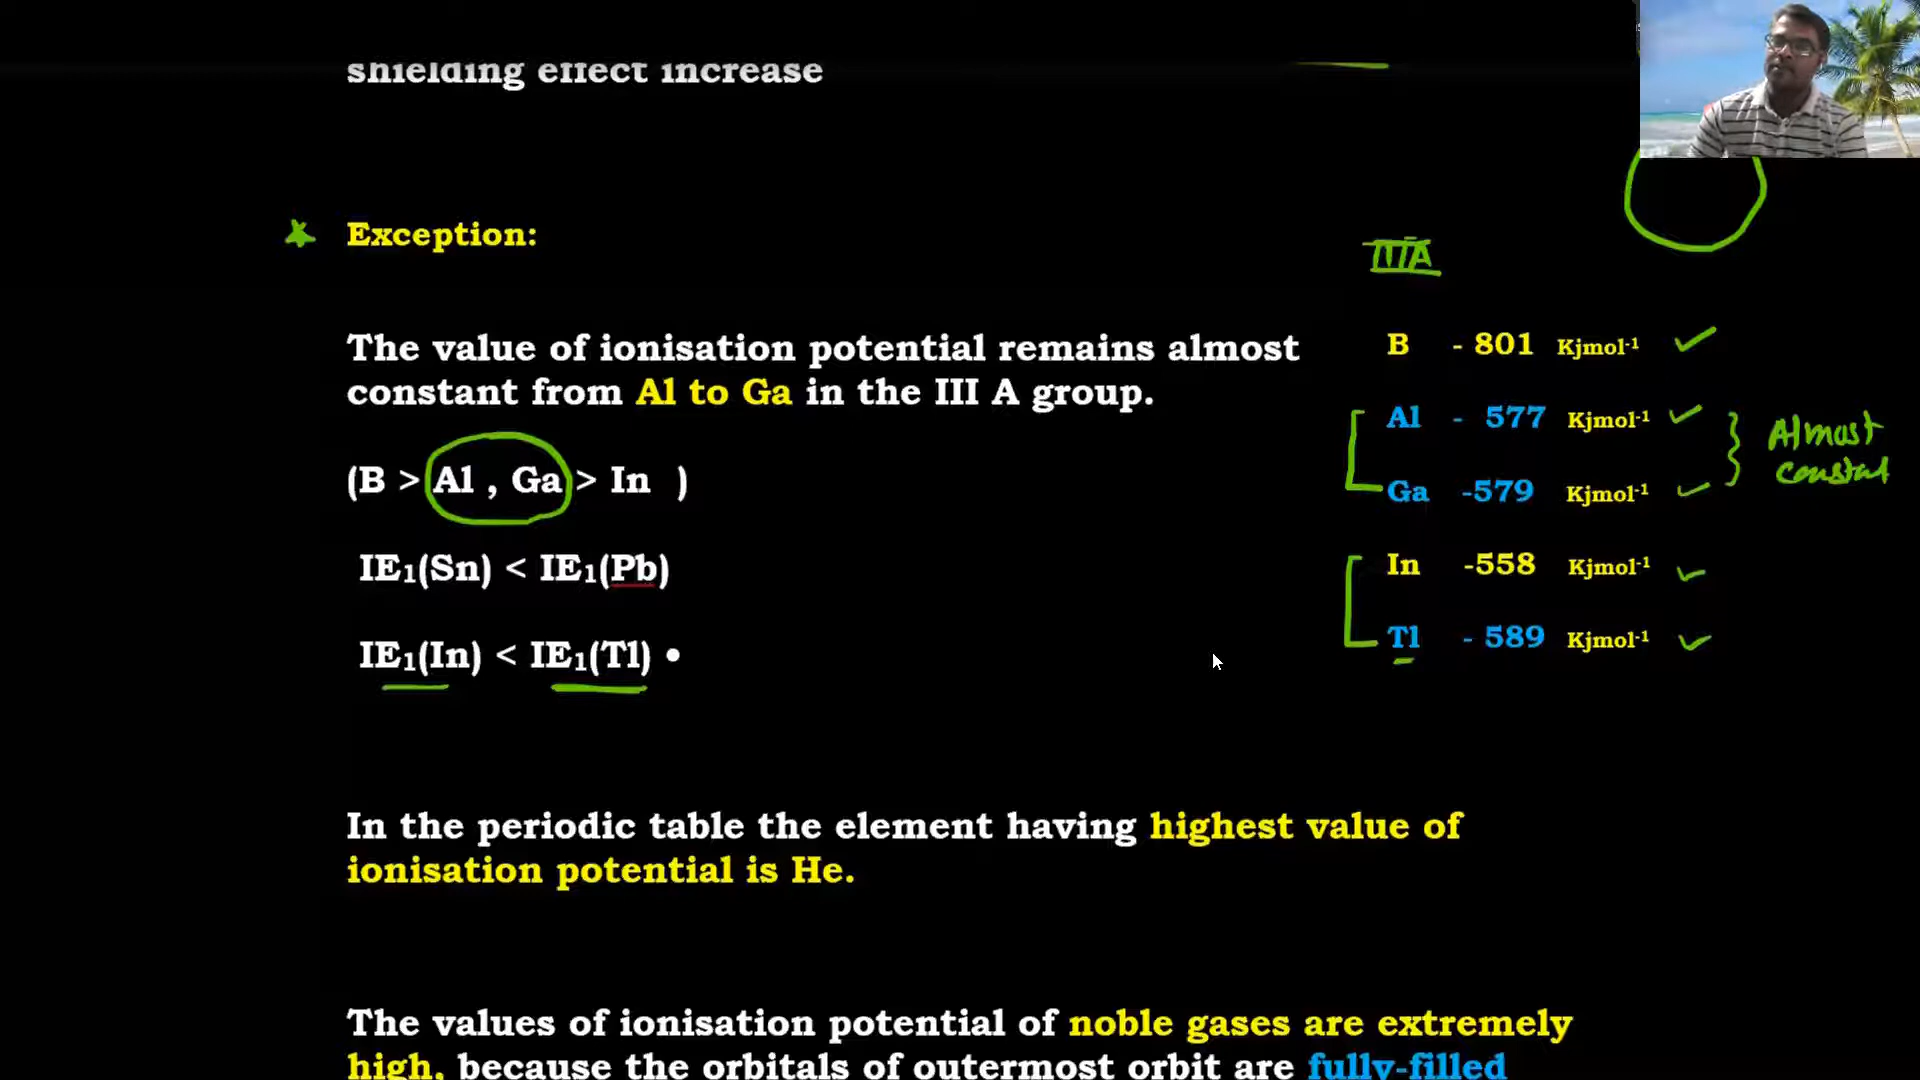 shielding effect increase
Exception:
IIIA
The value of ionisation potential remains almost
constant from Al to Ga in the III A group.
(B > Al , Ga > In )
IE₁(Sn) < IE₁(Pb)
IE₁(In) < IE₁(Tl) •
B - 801 Kjmol⁻¹
Al - 577 Kjmol⁻¹
Ga -579 Kjmol⁻¹
In -558 Kjmol⁻¹
Tl - 589 Kjmol⁻¹
Almost
constant
In the periodic table the element having highest value of
ionisation potential is He.
The values of ionisation potential of noble gases are extremely
high, because the orbitals of outermost orbit are fully-filled